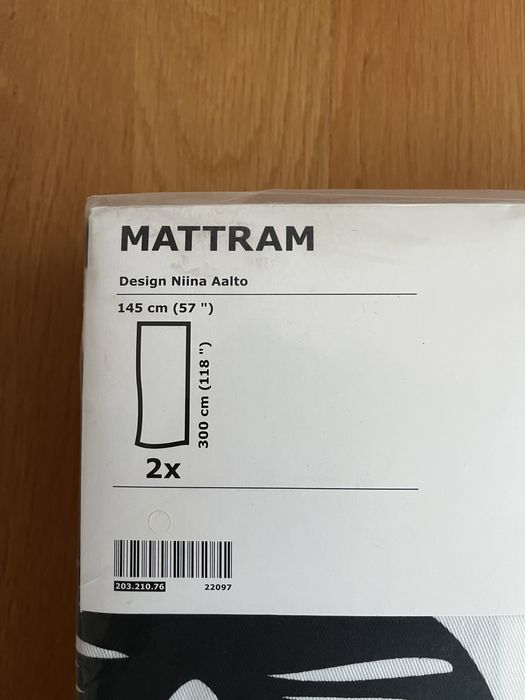 MATTRAM
Design Niina Aalto
145 cm (57 ")
300 cm (118 ")
2x
203.210.76 22097